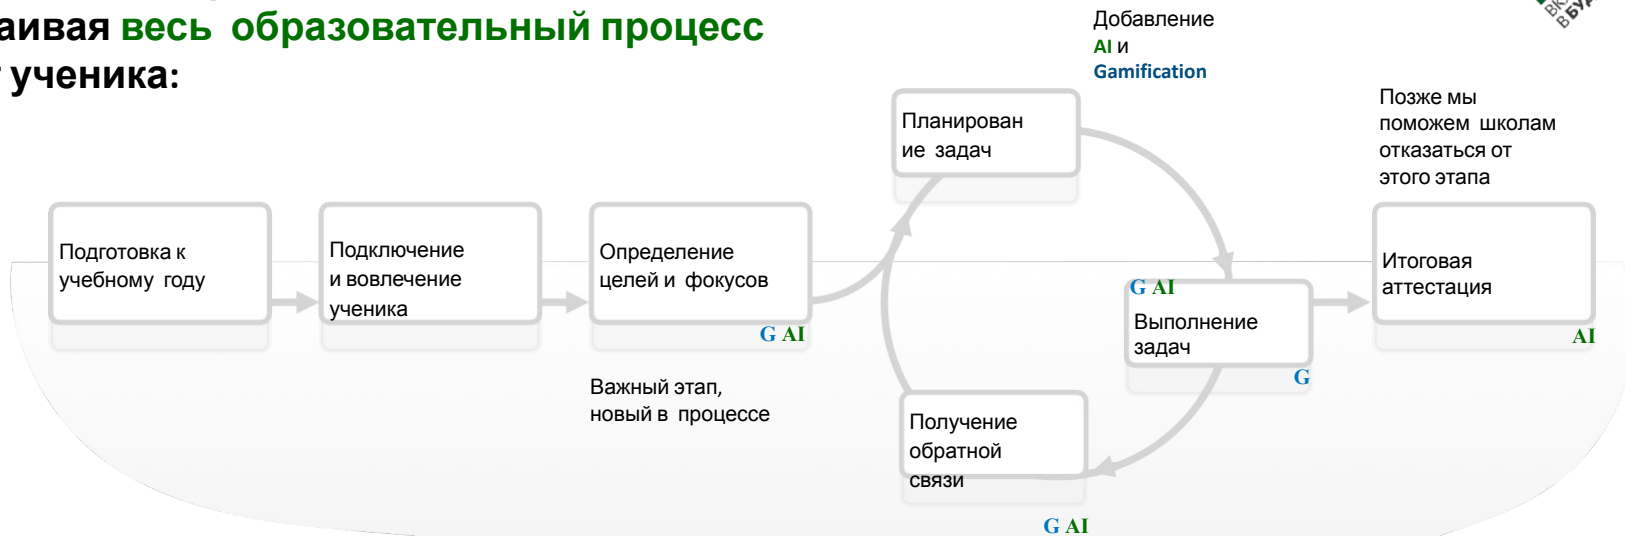 аивая весь образовательный процесс
ученика:
Добавление
AI и
Gamification
Позже мы
поможем школам
отказаться от
этого этапа
Планирован
ие задач
Подготовка к
учебному году
Подключение
и вовлечение
ученика
Определение
целей и фокусов
G AI
Важный этап,
новый в процессе
G AI
Выполнение
задач
G
Получение
обратной
связи
G AI
Итоговая
аттестация
AI